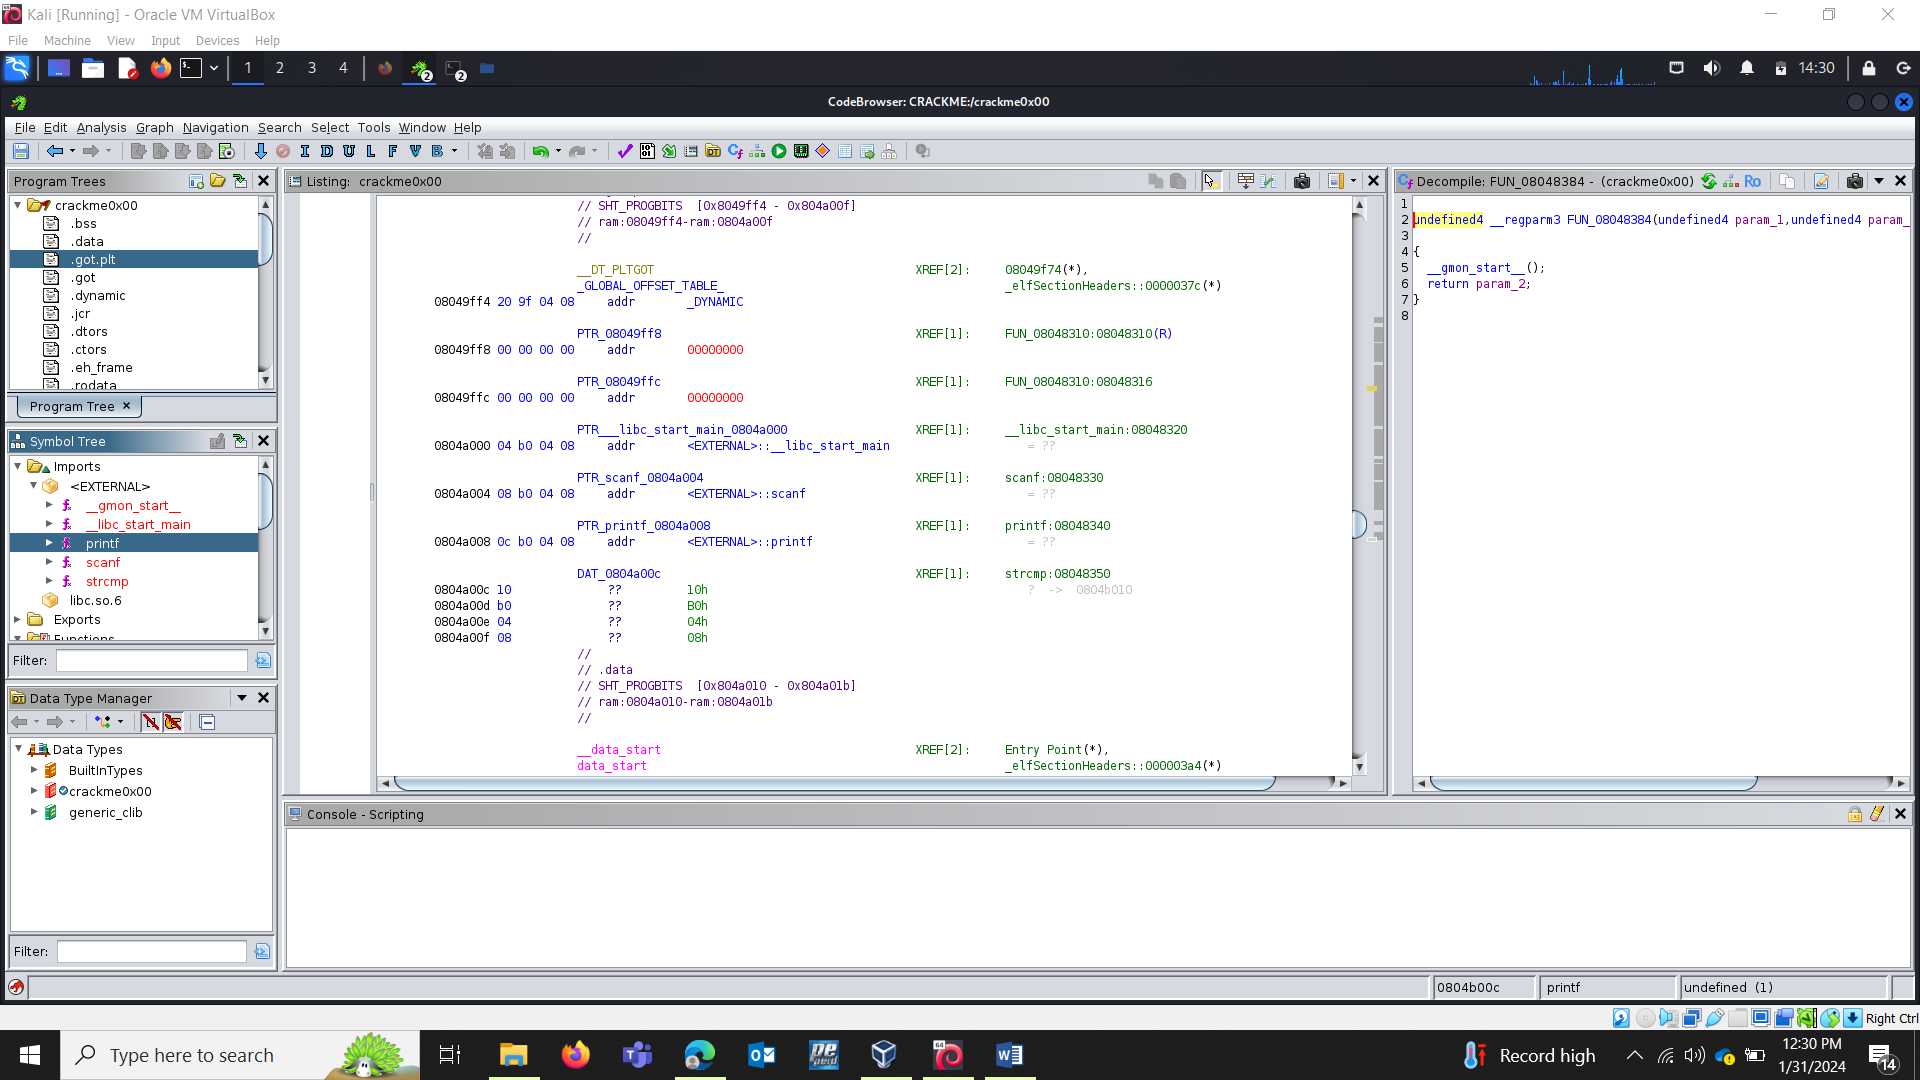 Kali [Running] - Oracle VM VirtualBox
File Machine View Input Devices Help
1 2 3 4 2 2 14:30
CodeBrowser: CRACKME:/crackme0x00
File Edit Analysis Graph Navigation Search Select Tools Window Help
I D U L F V B
Program Trees
crackme0x00
.bss
.data
.got.plt
.got
.dynamic
.jcr
.dtors
.ctors
.eh_frame
.rodata
Program Tree ×
Symbol Tree
Imports
<EXTERNAL>
__gmon_start__
__libc_start_main
printf
scanf
strcmp
libc.so.6
Exports
Functions
Filter:
Data Type Manager
Data Types
BuiltInTypes
crackme0x00
generic_clib
Filter:
Listing: crackme0x00
// SHT_PROGBITS [0x8049ff4 - 0x804a00f]
// ram:08049ff4-ram:0804a00f
//
__DT_PLTGOT XREF[2]: 08049f74(*),
_GLOBAL_OFFSET_TABLE_ _elfSectionHeaders::0000037c(*)
08049ff4 20 9f 04 08 addr _DYNAMIC
PTR_08049ff8 XREF[1]: FUN_08048310:08048310(R)
08049ff8 00 00 00 00 addr 00000000
PTR_08049ffc XREF[1]: FUN_08048310:08048316
08049ffc 00 00 00 00 addr 00000000
PTR___libc_start_main_0804a000 XREF[1]: __libc_start_main:08048320
0804a000 04 b0 04 08 addr <EXTERNAL>::__libc_start_main = ??
PTR_scanf_0804a004 XREF[1]: scanf:08048330
0804a004 08 b0 04 08 addr <EXTERNAL>::scanf = ??
PTR_printf_0804a008 XREF[1]: printf:08048340
0804a008 0c b0 04 08 addr <EXTERNAL>::printf = ??
DAT_0804a00c XREF[1]: strcmp:08048350
0804a00c 10 ?? 10h ? -> 0804b010
0804a00d b0 ?? B0h
0804a00e 04 ?? 04h
0804a00f 08 ?? 08h
//
// .data
// SHT_PROGBITS [0x804a010 - 0x804a01b]
// ram:0804a010-ram:0804a01b
//
__data_start XREF[2]: Entry Point(*),
data_start _elfSectionHeaders::000003a4(*)
Decompile: FUN_08048384 - (crackme0x00) Ro
1
2 undefined4 __regparm3 FUN_08048384(undefined4 param_1,undefined4 param_
3
4 {
5 __gmon_start__();
6 return param_2;
7 }
8
Console - Scripting
0804b00c printf undefined (1)
Right Ctrl
Type here to search
Record high
12:30 PM
1/31/2024
14